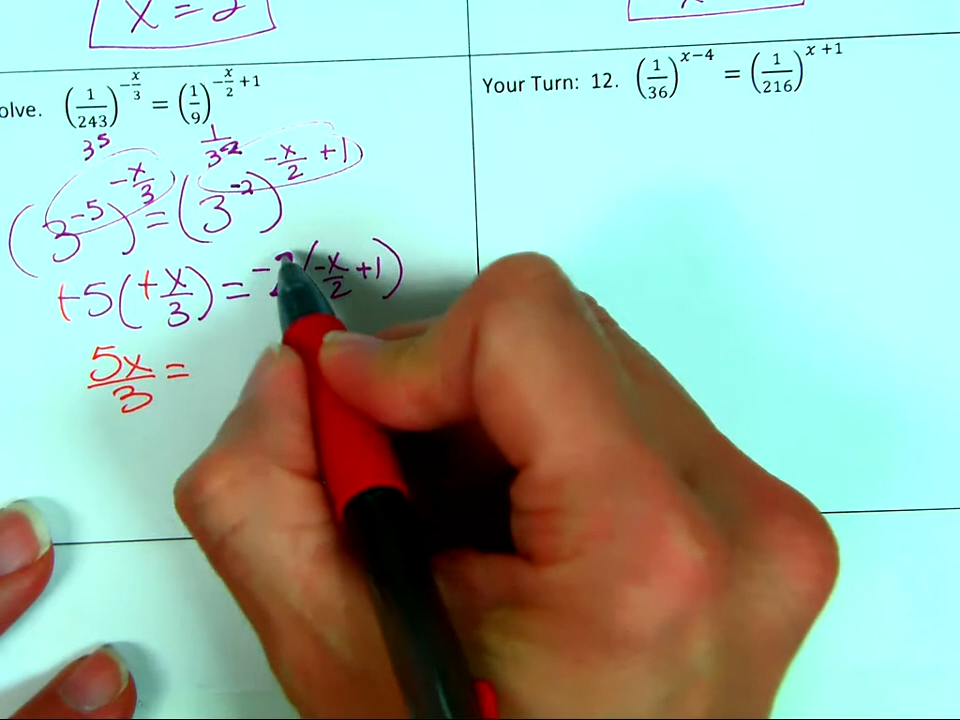 x = 2
olve. (1/243)^(-x/3) = (1/9)^(-x/2 + 1)
3^5 1/3^2
(3^-5)^(-x/3) = (3^-2)^(-x/2 + 1)
+5(+x/3) = -2(-x/2 + 1)
5x/3 =
Your Turn: 12. (1/36)^(x-4) = (1/216)^(x+1)